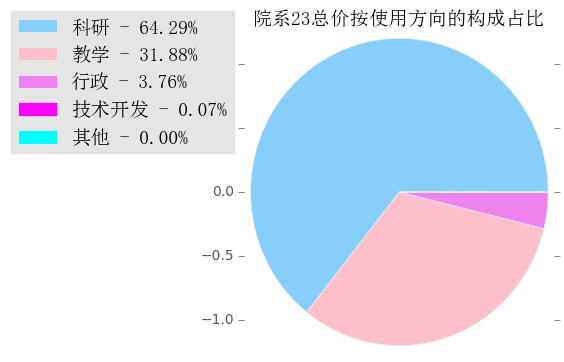 院系23总价按使用方向的构成占比
科研 - 64.29%
教学 - 31.88%
行政 - 3.76%
技术开发 - 0.07%
其他 - 0.00%
0.0
−0.5
−1.0